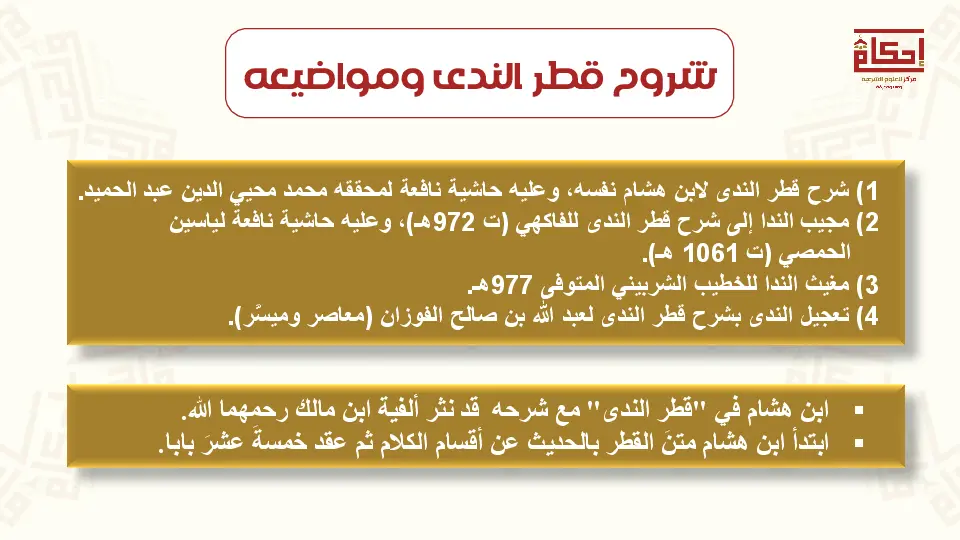 إحكام
مركز للعلوم الشرعية
شروح قطر الندى ومواضيعه
1) شرح قطر الندى لابن هشام نفسه، وعليه حاشية نافعة لمحققه محمد محيي الدين عبد الحميد.
2) مجيب الندا إلى شرح قطر الندى للفاكهي (ت 972هـ)، وعليه حاشية نافعة لياسين
الحمصي (ت 1061 هـ).
3) مغيث الندا للخطيب الشربيني المتوفى 977هـ.
4) تعجيل الندى بشرح قطر الندى لعبد الله بن صالح الفوزان (معاصر وميسَّر).
▪ ابن هشام في "قطر الندى" مع شرحه قد نثر ألفية ابن مالك رحمهما الله.
▪ ابتدأ ابن هشام متنَ القطر بالحديث عن أقسام الكلام ثم عقد خمسةَ عشرَ بابا.